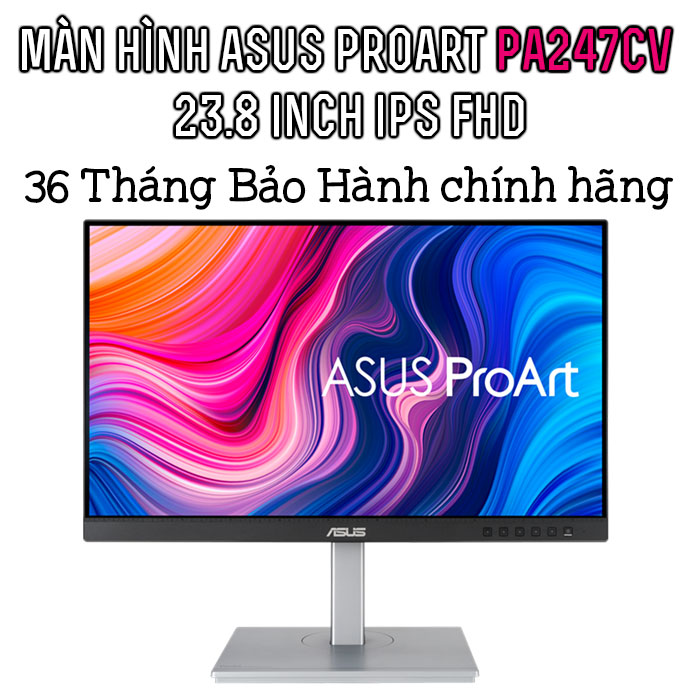 MÀN HÌNH ASUS PROART PA247CV
23.8 INCH IPS FHD
36 Tháng Bảo Hành chính hãng
ASUS ProArt
ASUS